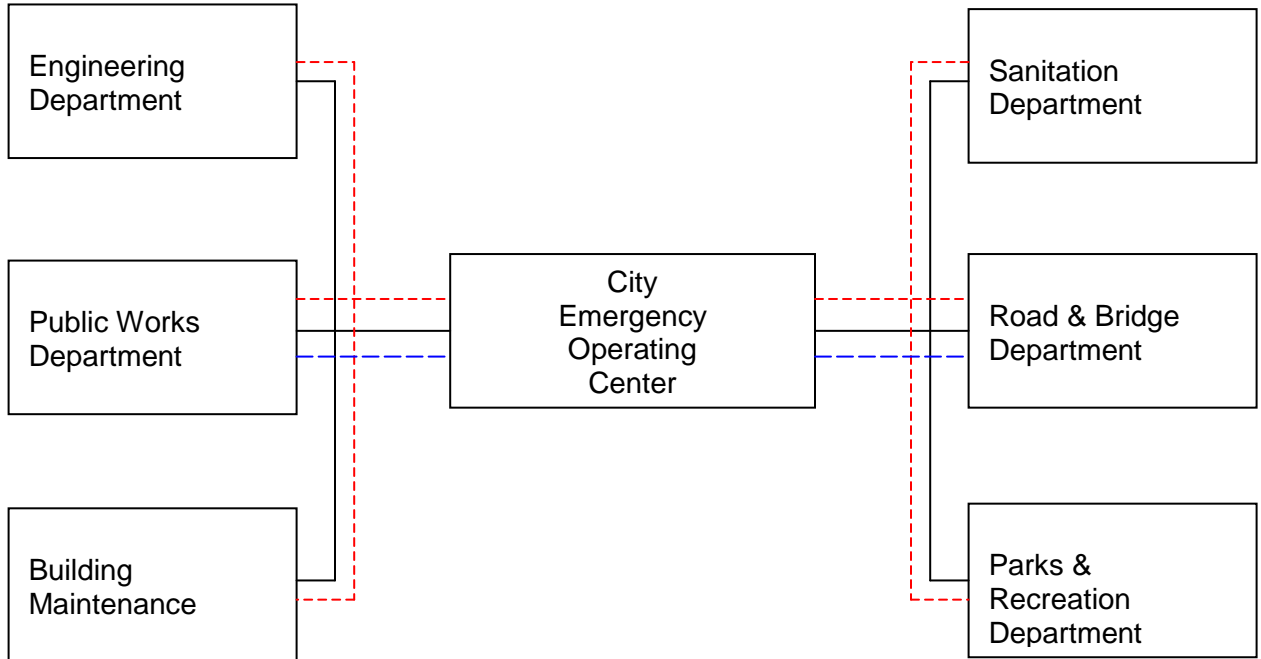 Engineering
Department
Sanitation
Department
Public Works
Department
City
Emergency
Operating
Center
Road & Bridge
Department
Building
Maintenance
Parks &
Recreation
Department